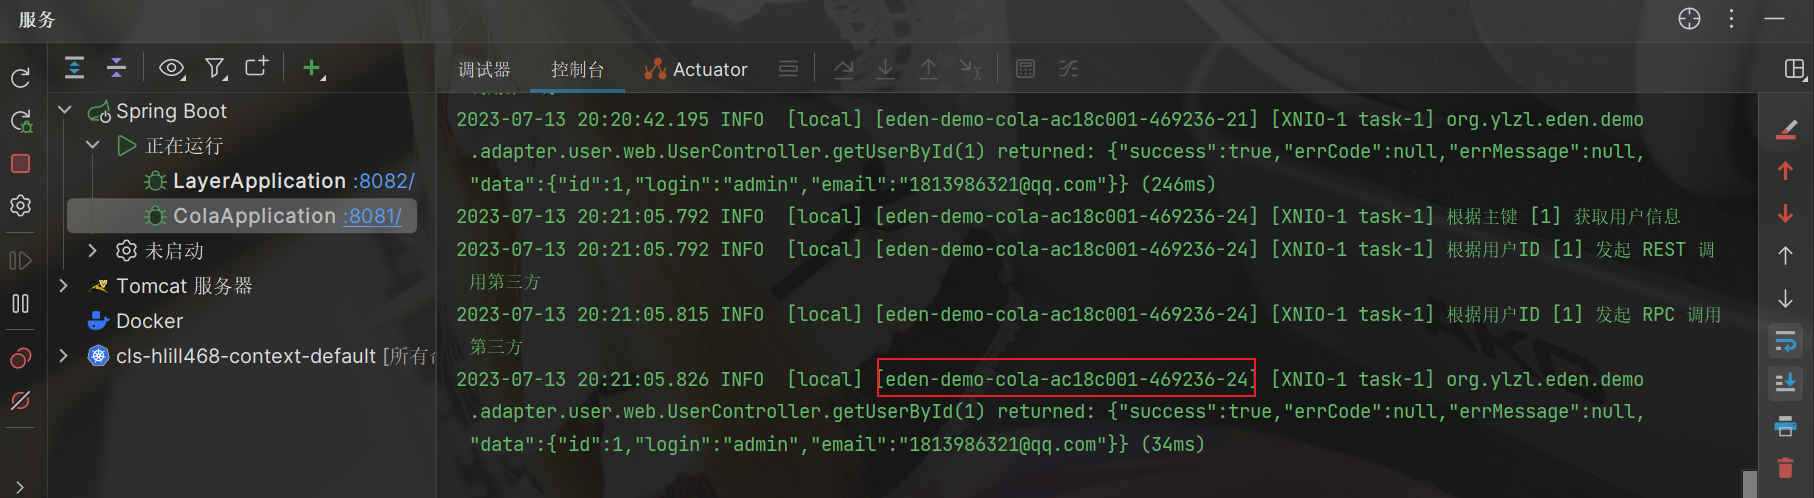 服务
调试器 控制台 Actuator
Spring Boot
正在运行
LayerApplication :8082/
ColaApplication :8081/
未启动
Tomcat 服务器
Docker
cls-hlill468-context-default [所有命
2023-07-13 20:20:42.195 INFO [local] [eden-demo-cola-ac18c001-469236-21] [XNIO-1 task-1] org.ylzl.eden.demo
.adapter.user.web.UserController.getUserById(1) returned: {"success":true,"errCode":null,"errMessage":null,
"data":{"id":1,"login":"admin","email":"1813986321@qq.com"}} (246ms)
2023-07-13 20:21:05.792 INFO [local] [eden-demo-cola-ac18c001-469236-24] [XNIO-1 task-1] 根据主键 [1] 获取用户信息
2023-07-13 20:21:05.792 INFO [local] [eden-demo-cola-ac18c001-469236-24] [XNIO-1 task-1] 根据用户ID [1] 发起 REST 调
用第三方
2023-07-13 20:21:05.815 INFO [local] [eden-demo-cola-ac18c001-469236-24] [XNIO-1 task-1] 根据用户ID [1] 发起 RPC 调用
第三方
2023-07-13 20:21:05.826 INFO [local] [eden-demo-cola-ac18c001-469236-24] [XNIO-1 task-1] org.ylzl.eden.demo
.adapter.user.web.UserController.getUserById(1) returned: {"success":true,"errCode":null,"errMessage":null,
"data":{"id":1,"login":"admin","email":"1813986321@qq.com"}} (34ms)